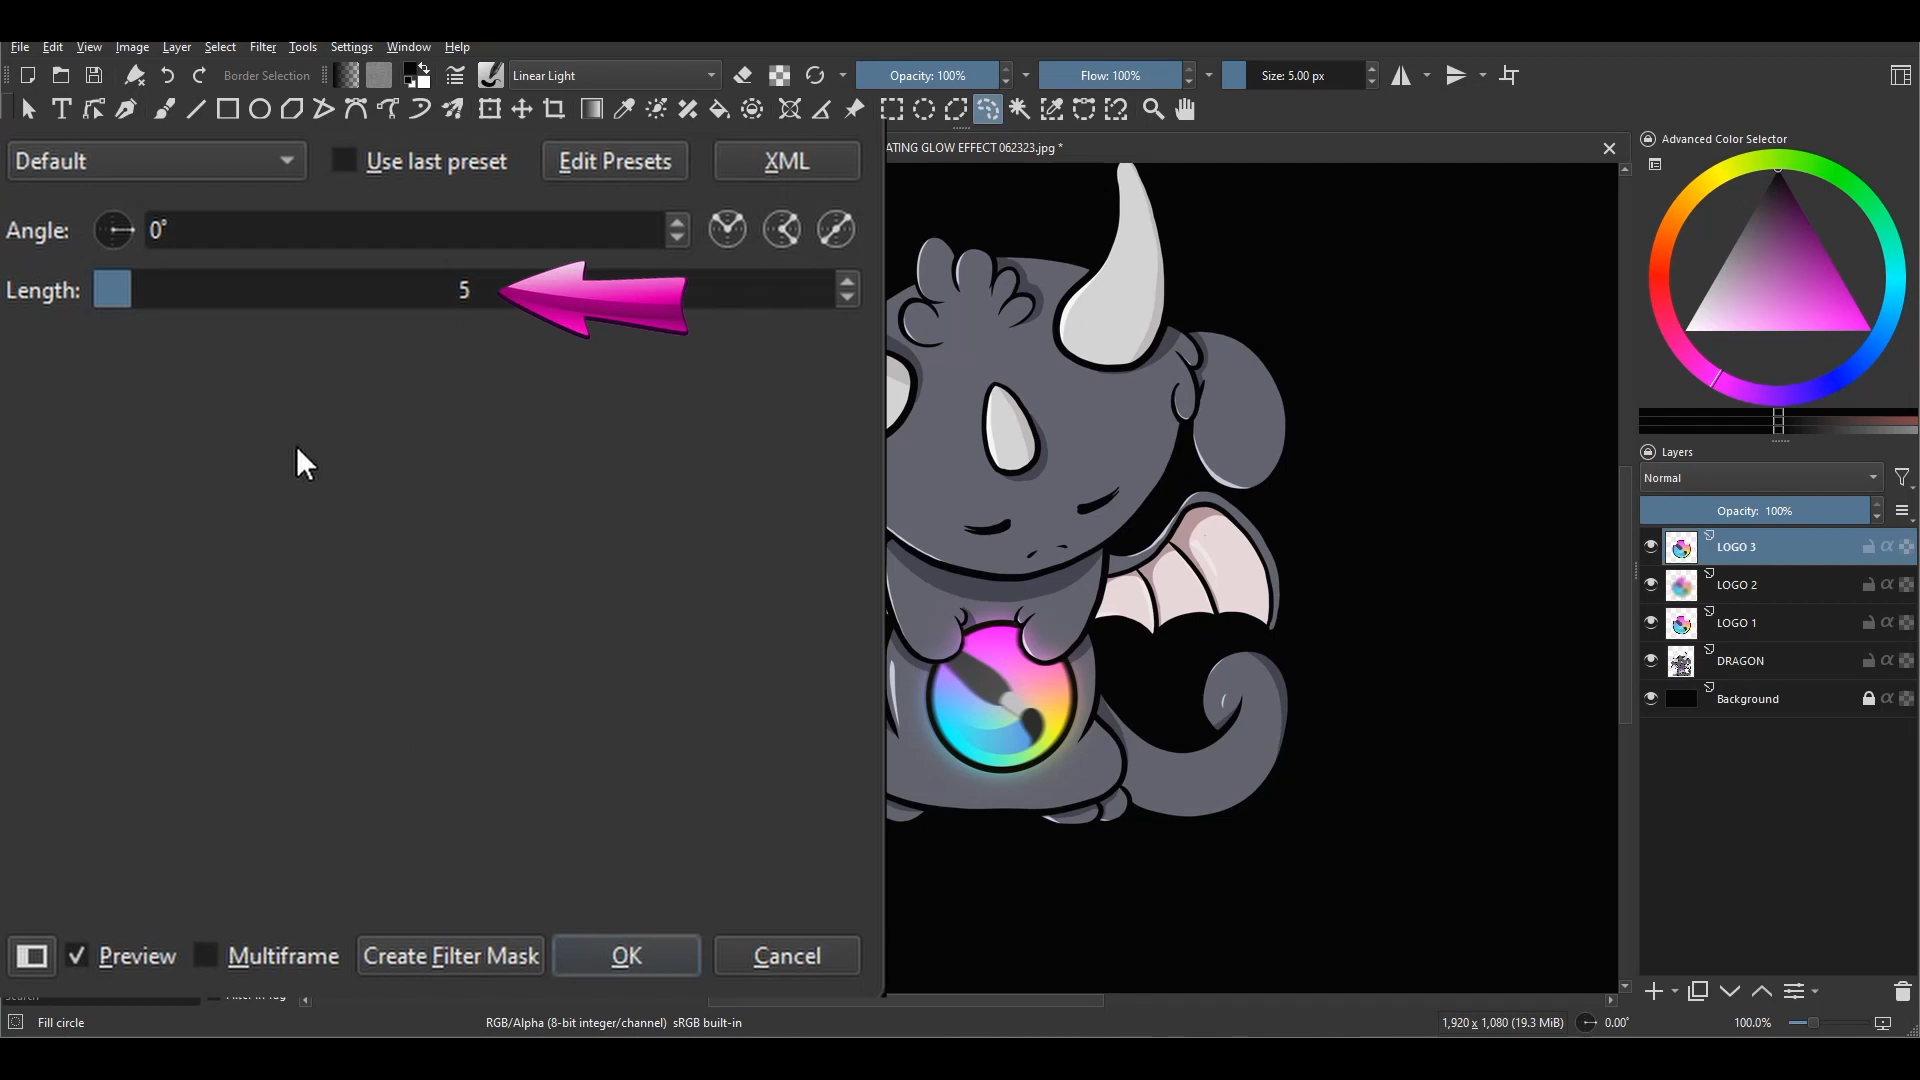 File Edit View Image Layer Select Filter Tools Settings Window Help
Border Selection Linear Light Opacity: 100% Flow: 100% Size: 5.00 px
Default Use last preset Edit Presets XML
Angle: 0°
Length: 5
Preview Multiframe Create Filter Mask OK Cancel
Fill circle
RGB/Alpha (8-bit integer/channel) sRGB built-in
1,920 x 1,080 (19.3 MiB) 0.00° 100.0%
ATING GLOW EFFECT 062323.jpg *
Advanced Color Selector
Layers
Normal
Opacity: 100%
LOGO 3
LOGO 2
LOGO 1
DRAGON
Background